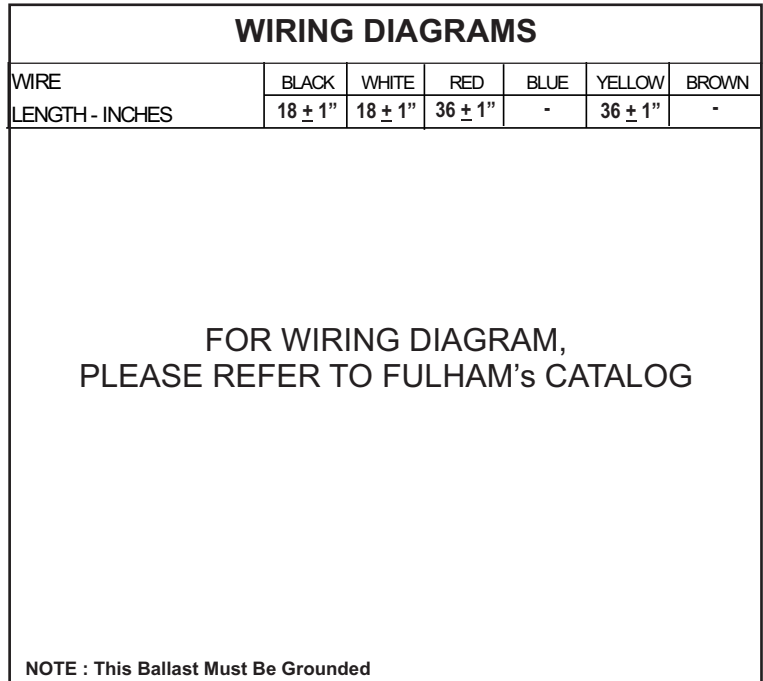 WIRING DIAGRAMS
WIRE BLACK WHITE RED BLUE YELLOW BROWN
LENGTH - INCHES 18 ± 1” 18 ± 1” 36 ± 1” - 36 ± 1” -
FOR WIRING DIAGRAM,
PLEASE REFER TO FULHAM's CATALOG
NOTE : This Ballast Must Be Grounded